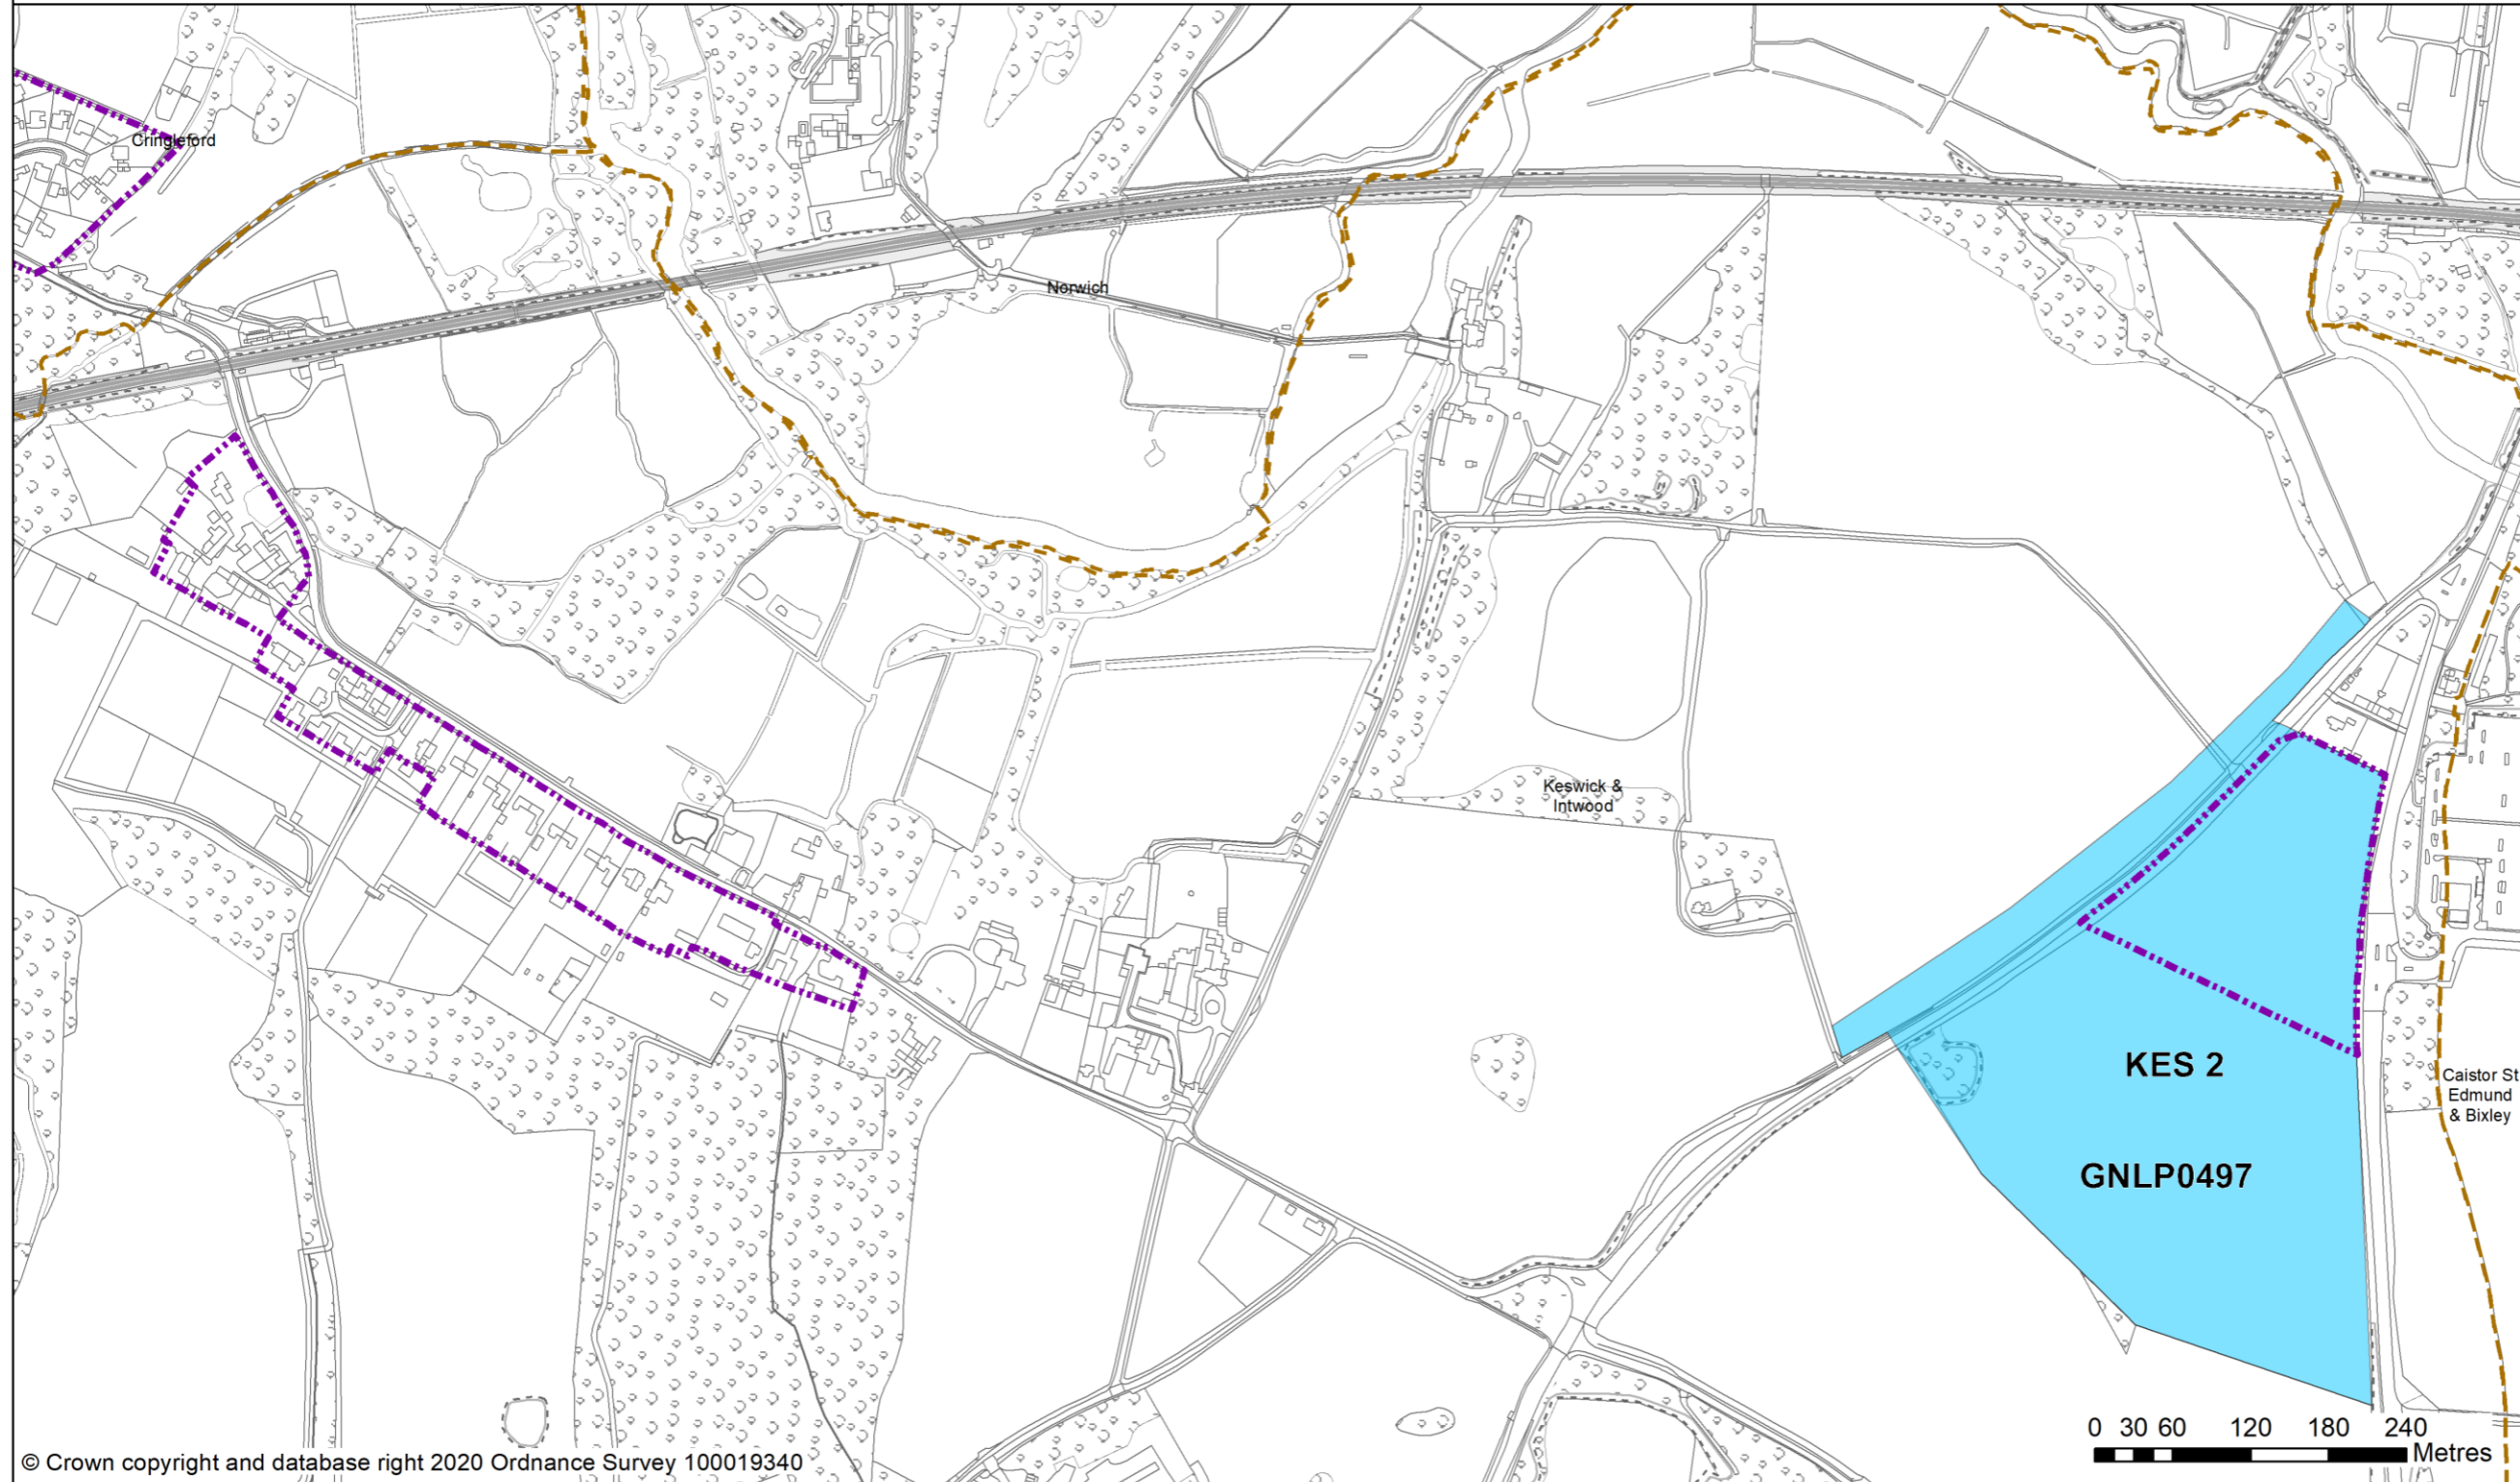 Cringleford
Norwich
Keswick &
Intwood
KES 2
Caistor St
Edmund
& Bixley
GNLP0497
0 30 60 120 180 240
Metres
© Crown copyright and database right 2020 Ordnance Survey 100019340